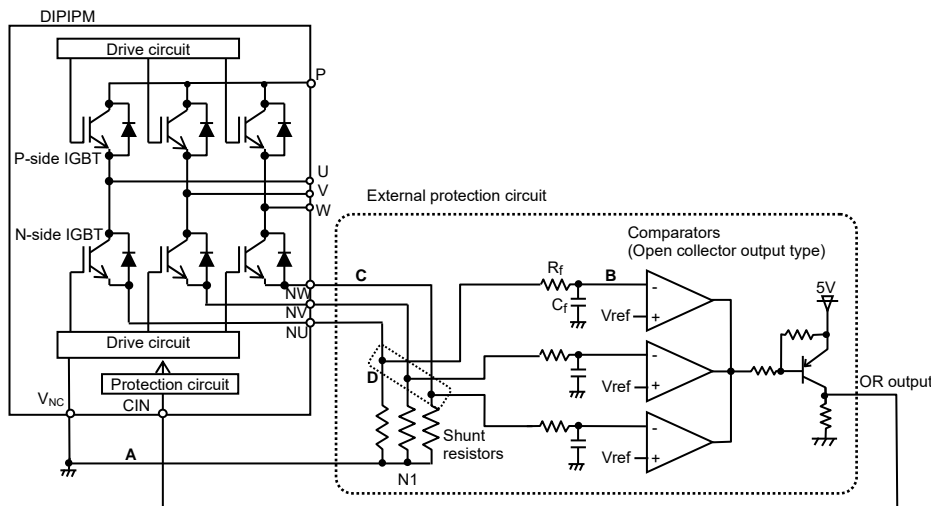 DIPIPM
Drive circuit
P
P-side IGBT
U
V
W
External protection circuit
N-side IGBT
Comparators
(Open collector output type)
C
Rf
B
-
5V
NW
Cf
Vref
+
NV
NU
Drive circuit
D
-
Protection circuit
Vref
+
OR output
VNC
CIN
-
Shunt
resistors
A
Vref
+
N1